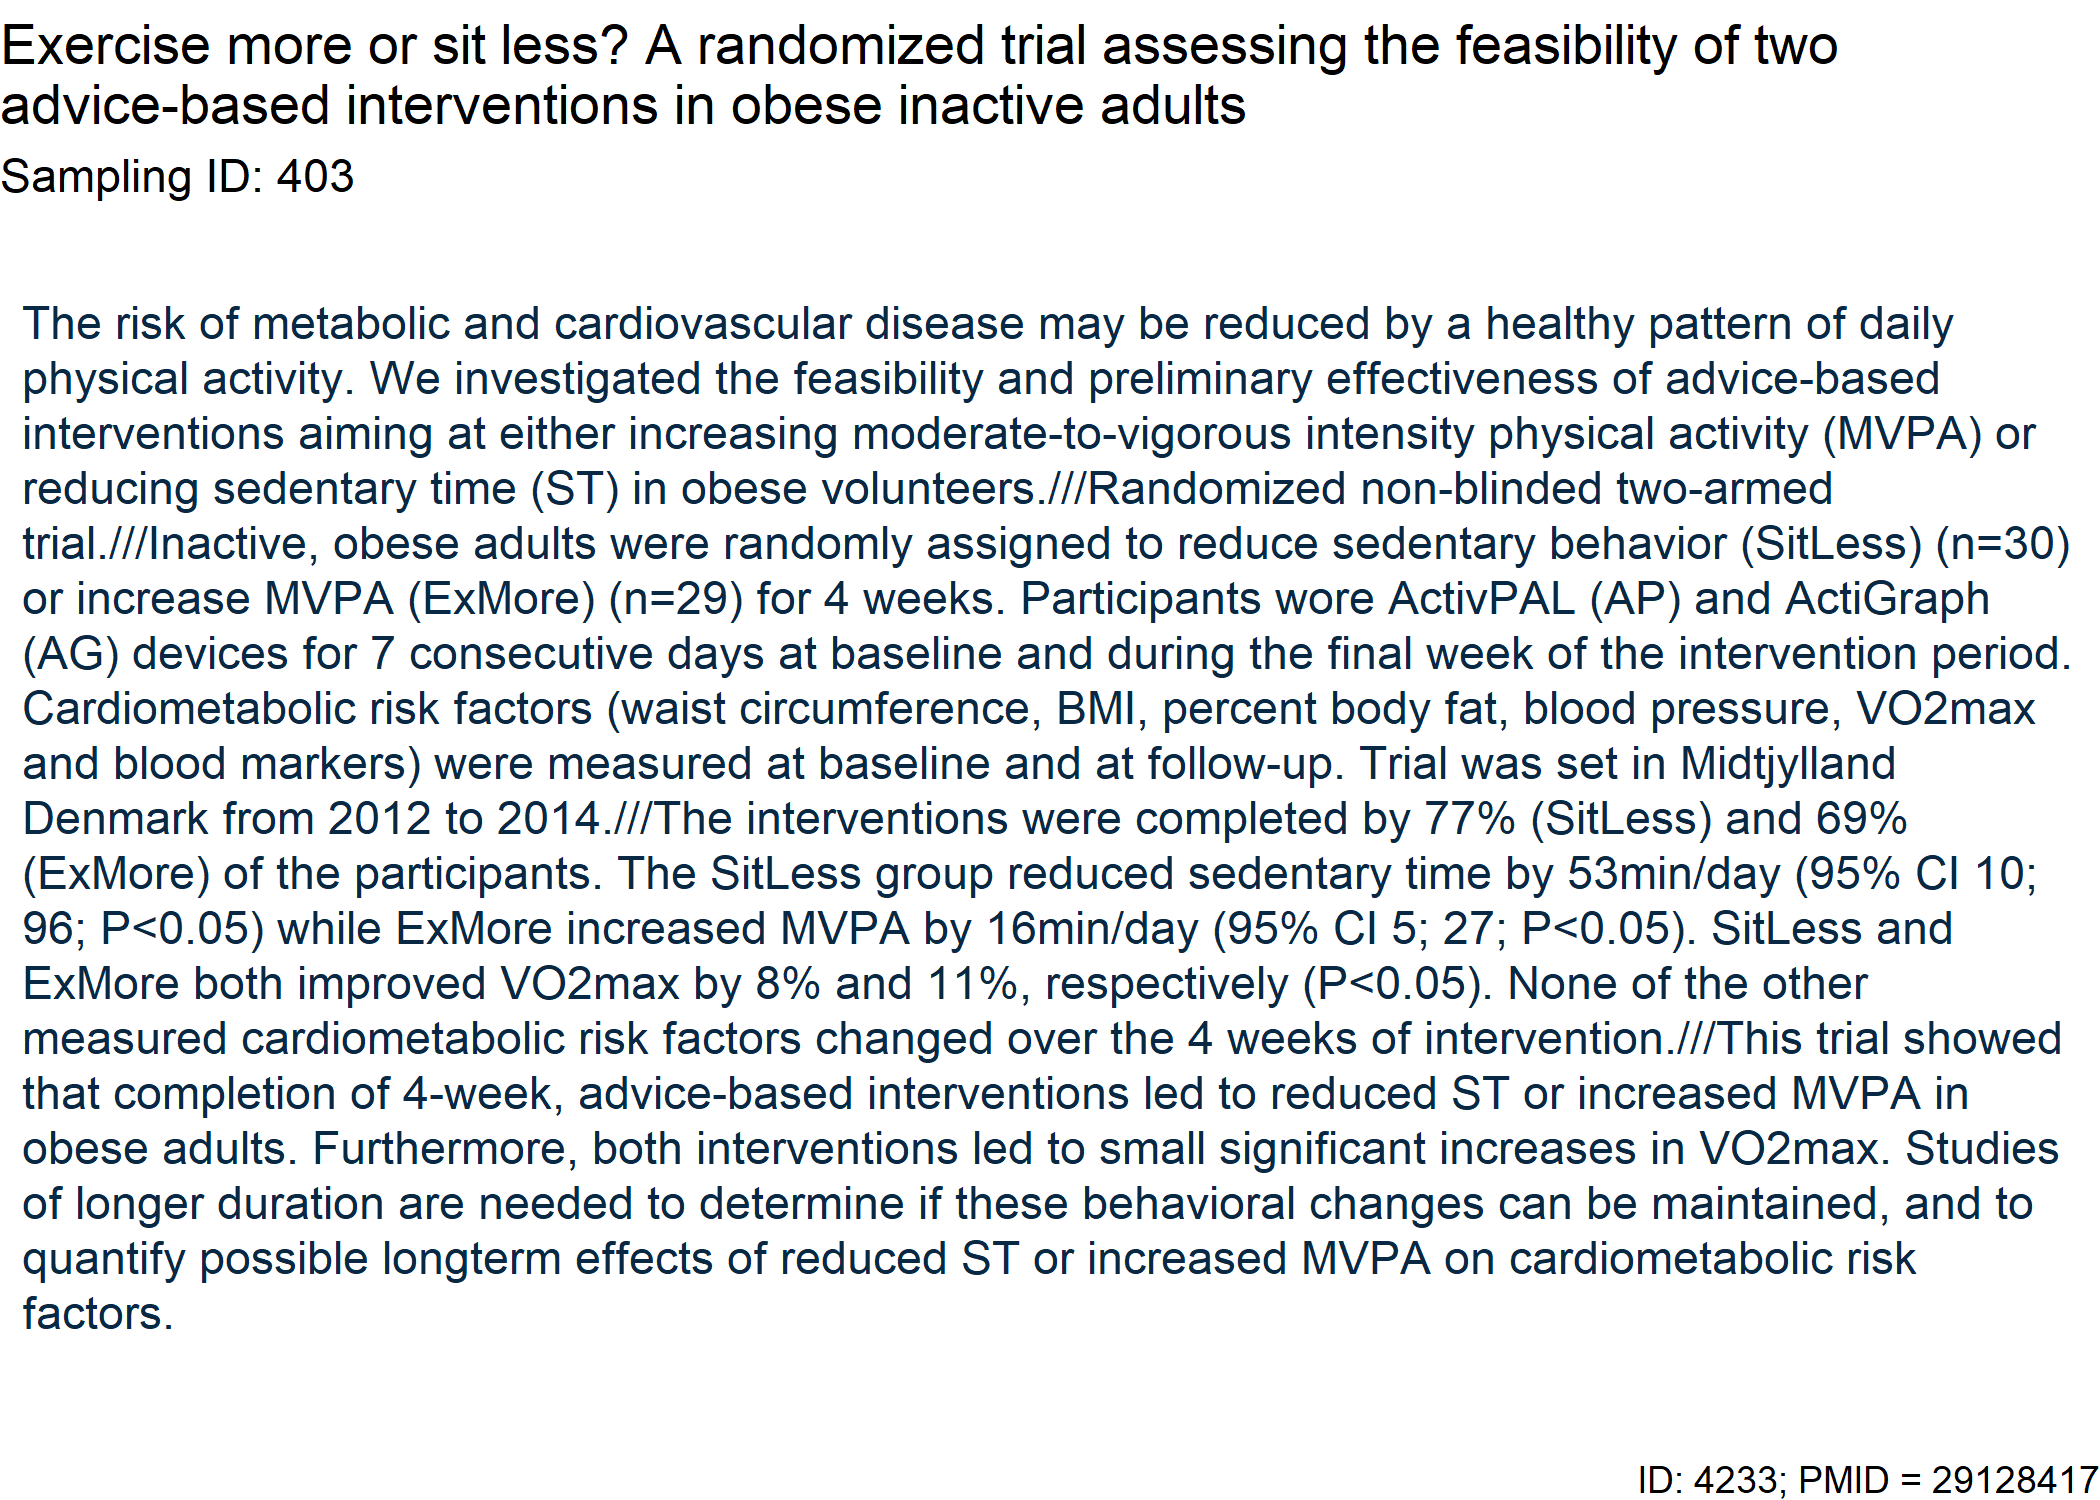 Exercise more or sit less? A randomized trial assessing the feasibility of two
advice-based interventions in obese inactive adults
Sampling ID: 403
The risk of metabolic and cardiovascular disease may be reduced by a healthy pattern of daily
physical activity. We investigated the feasibility and preliminary effectiveness of advice-based
interventions aiming at either increasing moderate-to-vigorous intensity physical activity (MVPA) or
reducing sedentary time (ST) in obese volunteers.///Randomized non-blinded two-armed
trial.///Inactive, obese adults were randomly assigned to reduce sedentary behavior (SitLess) (n=30)
or increase MVPA (ExMore) (n=29) for 4 weeks. Participants wore ActivPAL (AP) and ActiGraph
(AG) devices for 7 consecutive days at baseline and during the final week of the intervention period.
Cardiometabolic risk factors (waist circumference, BMI, percent body fat, blood pressure, VO2max
and blood markers) were measured at baseline and at follow-up. Trial was set in Midtjylland
Denmark from 2012 to 2014.///The interventions were completed by 77% (SitLess) and 69%
(ExMore) of the participants. The SitLess group reduced sedentary time by 53min/day (95% CI 10;
96; P<0.05) while ExMore increased MVPA by 16min/day (95% CI 5; 27; P<0.05). SitLess and
ExMore both improved VO2max by 8% and 11%, respectively (P<0.05). None of the other
measured cardiometabolic risk factors changed over the 4 weeks of intervention.///This trial showed
that completion of 4-week, advice-based interventions led to reduced ST or increased MVPA in
obese adults. Furthermore, both interventions led to small significant increases in VO2max. Studies
of longer duration are needed to determine if these behavioral changes can be maintained, and to
quantify possible longterm effects of reduced ST or increased MVPA on cardiometabolic risk
factors.
ID: 4233; PMID = 29128417